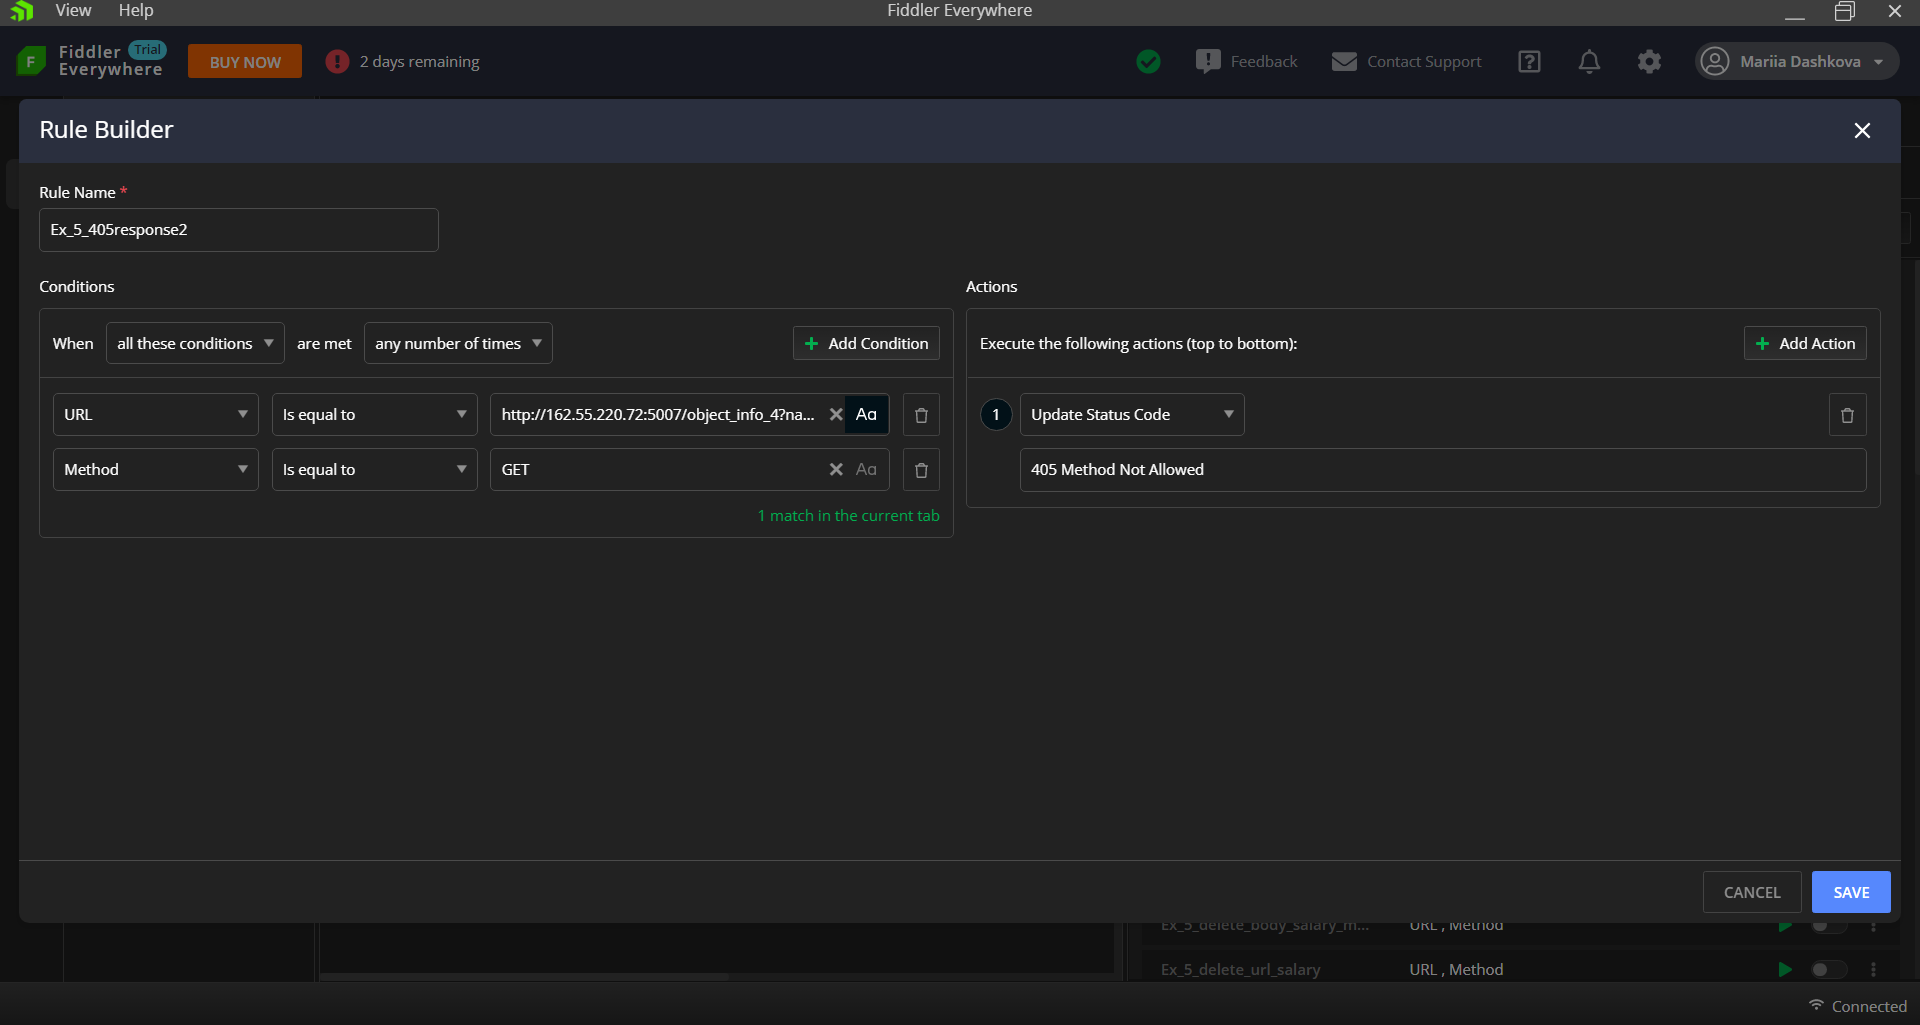 View Help Fiddler Everywhere
Fiddler Everywhere Trial BUY NOW 2 days remaining Feedback Contact Support Mariia Dashkova
Rule Builder
Rule Name *
Ex_5_405response2
Conditions
When all these conditions are met any number of times Add Condition
URL Is equal to http://162.55.220.72:5007/object_info_4?na... Aa
Method Is equal to GET Aa
1 match in the current tab
Actions
Execute the following actions (top to bottom): Add Action
1 Update Status Code
405 Method Not Allowed
CANCEL SAVE
Ex_5_delete_body_salary_m... URL , Method
Ex_5_delete_url_salary URL , Method
Connected